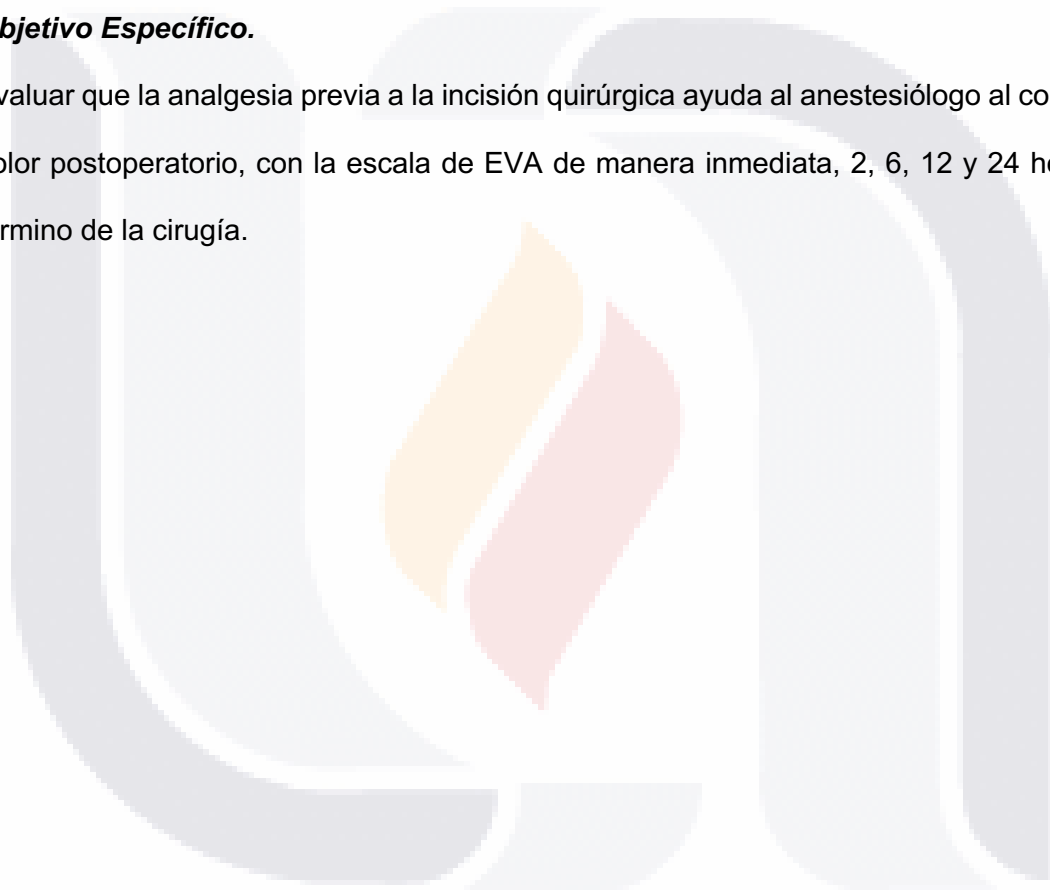 bjetivo Específico.
valuar que la analgesia previa a la incisión quirúrgica ayuda al anestesiólogo al co
olor postoperatorio, con la escala de EVA de manera inmediata, 2, 6, 12 y 24 h
rmino de la cirugía.